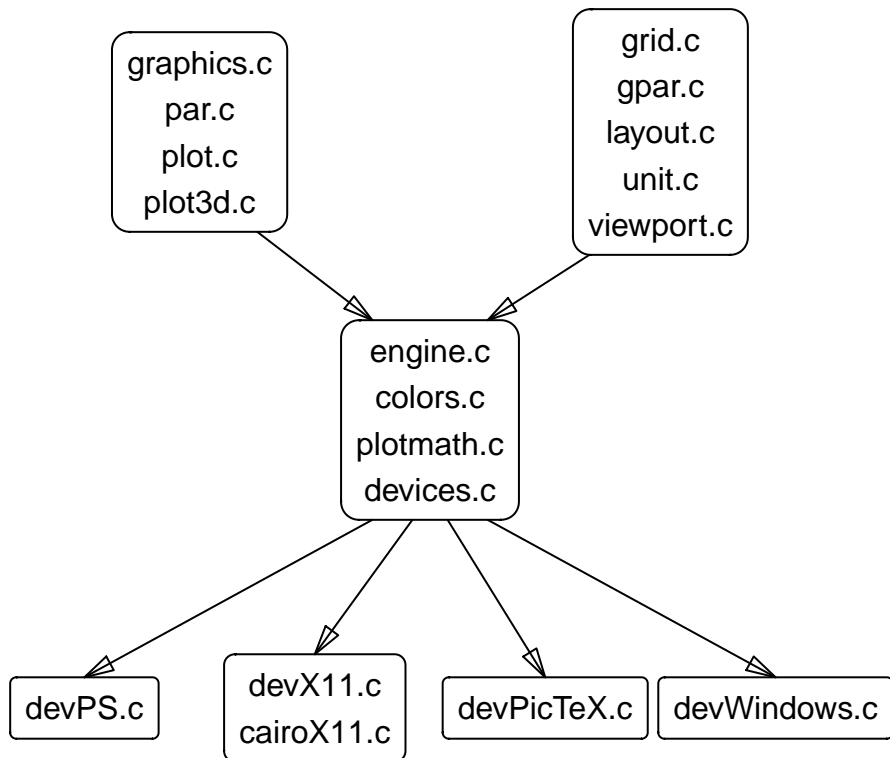 graphics.c
par.c
plot.c
plot3d.c
grid.c
gpar.c
layout.c
unit.c
viewport.c
engine.c
colors.c
plotmath.c
devices.c
devPS.c
devX11.c
cairoX11.c
devPicTeX.c
devWindows.c